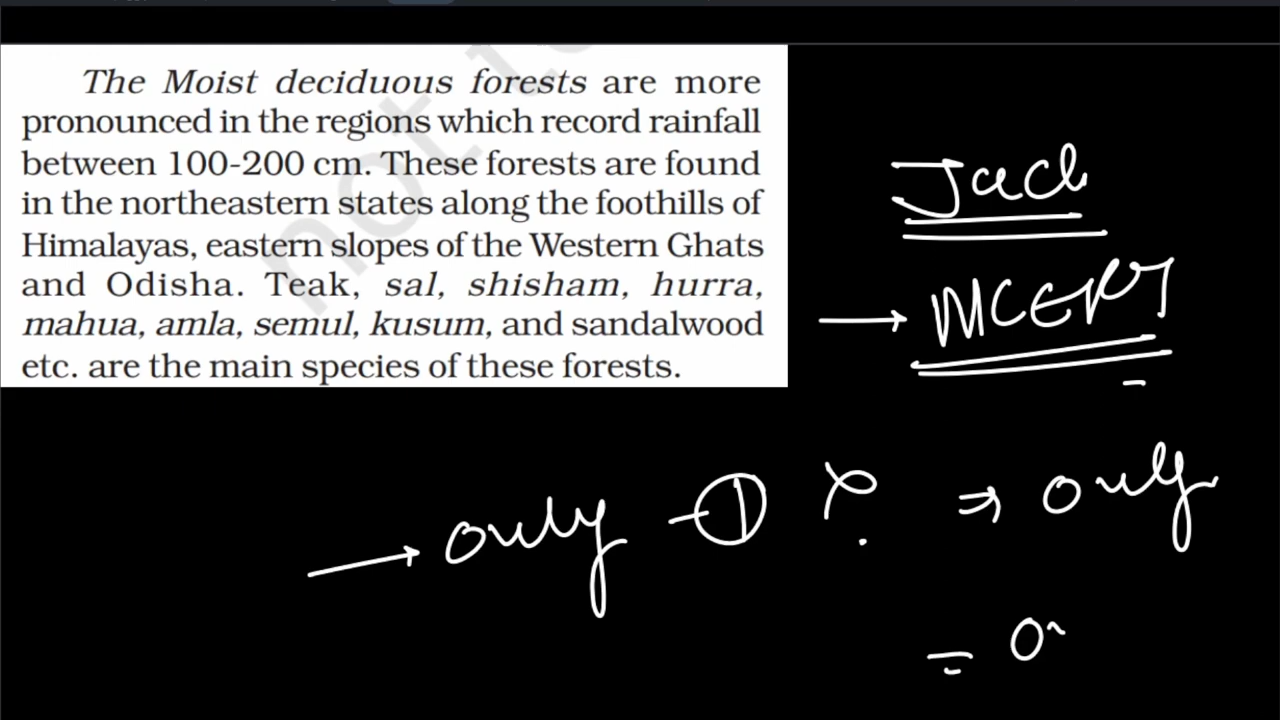 The Moist deciduous forests are more
pronounced in the regions which record rainfall
between 100-200 cm. These forests are found
in the northeastern states along the foothills of
Himalayas, eastern slopes of the Western Ghats
and Odisha. Teak, sal, shisham, hurra,
mahua, amla, semul, kusum, and sandalwood
etc. are the main species of these forests.
not to
→ NCERT
→ only - ① ⇒ only